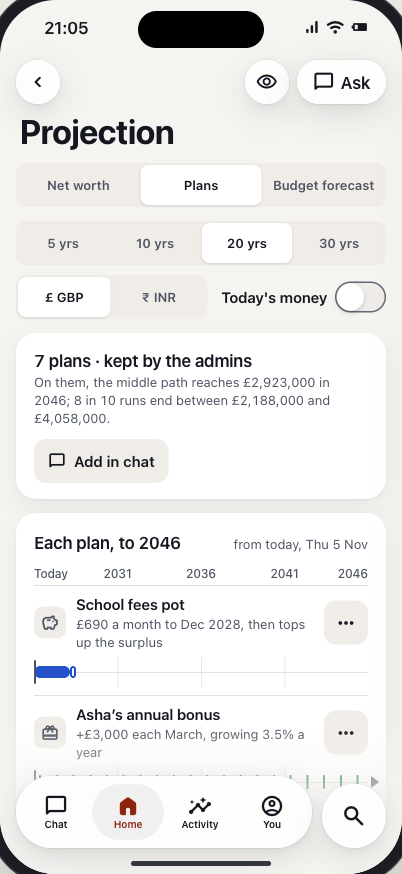 21:05
Ask
Projection
Net worth
Plans
Budget forecast
5 yrs
10 yrs
20 yrs
30 yrs
£ GBP
₹ INR
Today's money
7 plans · kept by the admins
On them, the middle path reaches £2,923,000 in
2046; 8 in 10 runs end between £2,188,000 and
£4,058,000.
Add in chat
Each plan, to 2046
from today, Thu 5 Nov
Today
2031
2036
2041
2046
School fees pot
£690 a month to Dec 2028, then tops
up the surplus
Asha’s annual bonus
+£3,000 each March, growing 3.5% a
year
Chat
Home
Activity
You